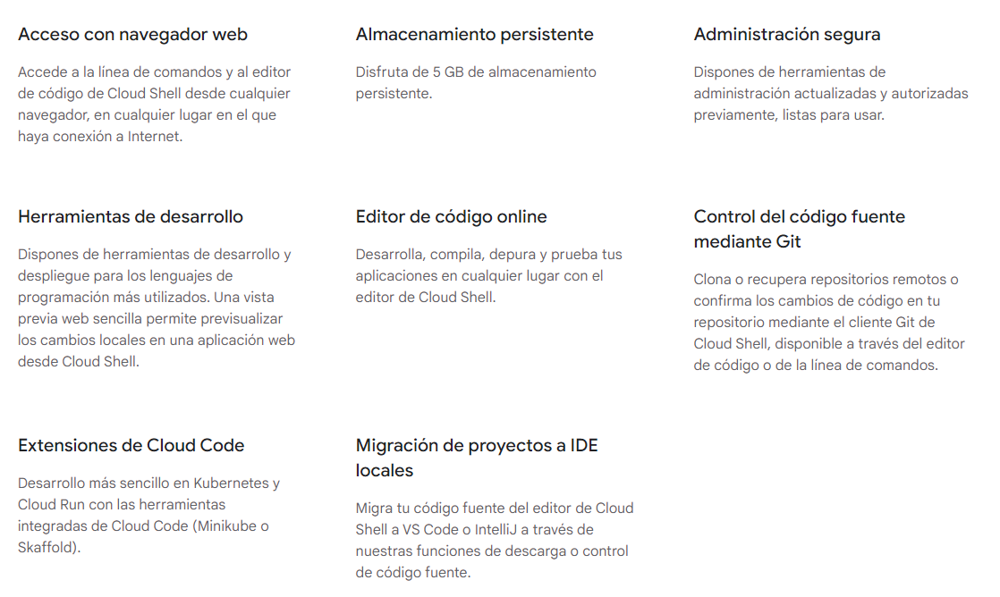 Acceso con navegador web
Accede a la línea de comandos y al editor
de código de Cloud Shell desde cualquier
navegador, en cualquier lugar en el que
haya conexión a Internet.
Almacenamiento persistente
Disfruta de 5 GB de almacenamiento
persistente.
Administración segura
Dispones de herramientas de
administración actualizadas y autorizadas
previamente, listas para usar.
Herramientas de desarrollo
Dispones de herramientas de desarrollo y
despliegue para los lenguajes de
programación más utilizados. Una vista
previa web sencilla permite previsualizar
los cambios locales en una aplicación web
desde Cloud Shell.
Editor de código online
Desarrolla, compila, depura y prueba tus
aplicaciones en cualquier lugar con el
editor de Cloud Shell.
Control del código fuente
mediante Git
Clona o recupera repositorios remotos o
confirma los cambios de código en tu
repositorio mediante el cliente Git de
Cloud Shell, disponible a través del editor
de código o de la línea de comandos.
Extensiones de Cloud Code
Desarrollo más sencillo en Kubernetes y
Cloud Run con las herramientas
integradas de Cloud Code (Minikube o
Skaffold).
Migración de proyectos a IDE
locales
Migra tu código fuente del editor de Cloud
Shell a VS Code o IntelliJ a través de
nuestras funciones de descarga o control
de código fuente.